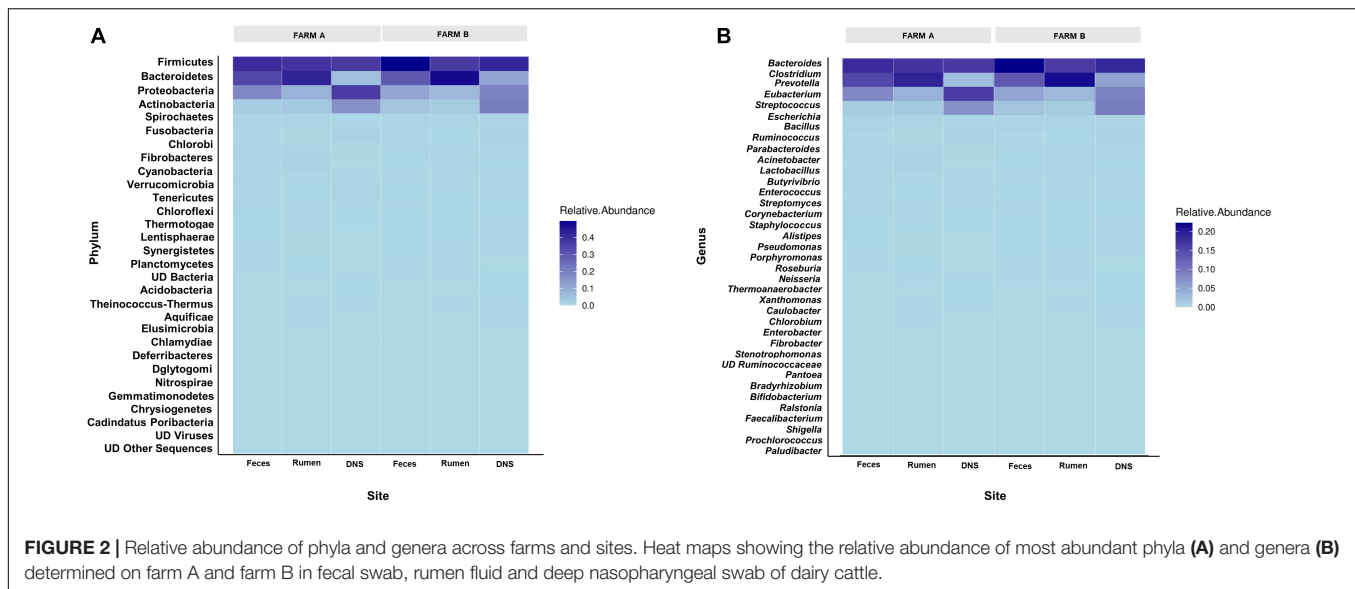 A
FARM A
FARM B
Firmicutes
Bacteroidetes
Proteobacteria
Actinobacteria
Spirochaetes
Fusobacteria
Chlorobi
Fibrobacteres
Cyanobacteria
Verrucomicrobia
Tenericutes
Chloroflexi
Thermotogae
Lentisphaerae
Synergistetes
Planctomycetes
UD Bacteria
Acidobacteria
Theinococcus-Thermus
Aquificae
Elusimicrobia
Chlamydiae
Deferribacteres
Dglytogomi
Nitrospirae
Gemmatimonodetes
Chrysiogenetes
Cadindatus Poribacteria
UD Viruses
UD Other Sequences
Phylum
Feces Rumen DNS Feces Rumen DNS
Site
Relative.Abundance
0.4
0.3
0.2
0.1
0.0
B
FARM A
FARM B
Bacteroides
Clostridium
Prevotella
Eubacterium
Streptococcus
Escherichia
Bacillus
Ruminococcus
Parabacteroides
Acinetobacter
Lactobacillus
Butyrivibrio
Enterococcus
Streptomyces
Corynebacterium
Staphylococcus
Alistipes
Pseudomonas
Porphyromonas
Roseburia
Neisseria
Thermoanaerobacter
Xanthomonas
Caulobacter
Chlorobium
Enterobacter
Fibrobacter
Stenotrophomonas
UD Ruminococcaceae
Pantoea
Bradyrhizobium
Bifidobacterium
Ralstonia
Faecalibacterium
Shigella
Prochlorococcus
Paludibacter
Genus
Feces Rumen DNS Feces Rumen DNS
Site
Relative.Abundance
0.20
0.15
0.10
0.05
0.00
FIGURE 2 | Relative abundance of phyla and genera across farms and sites. Heat maps showing the relative abundance of most abundant phyla (A) and genera (B)
determined on farm A and farm B in fecal swab, rumen fluid and deep nasopharyngeal swab of dairy cattle.